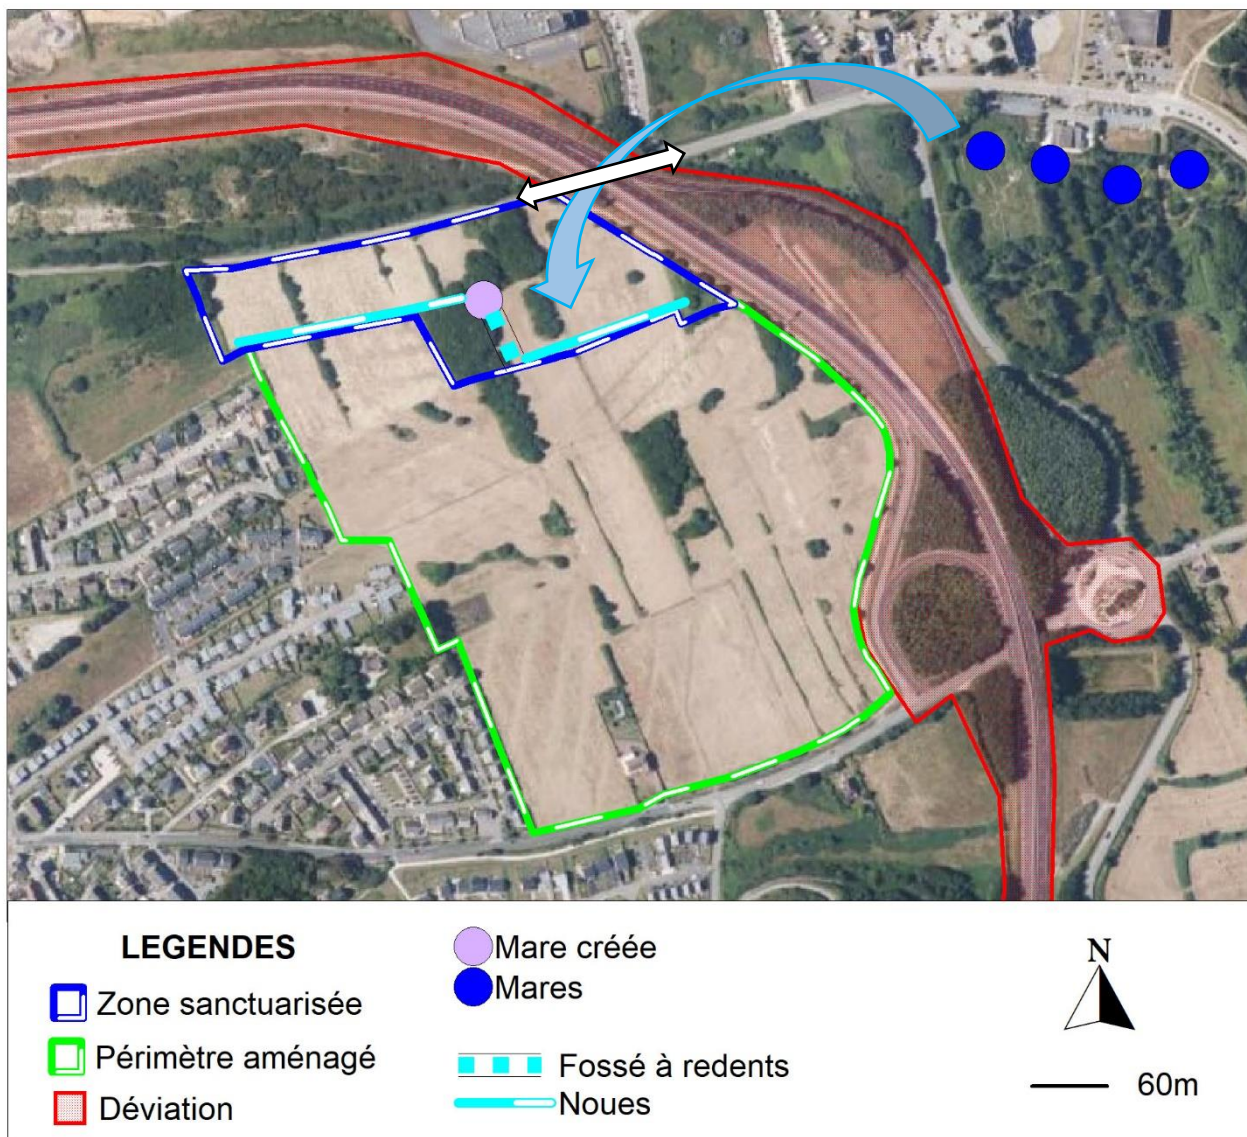 LEGENDES
Zone sanctuarisée
Périmètre aménagé
Déviation
Mare créée
Mares
Fossé à redents
Noues
N
60m